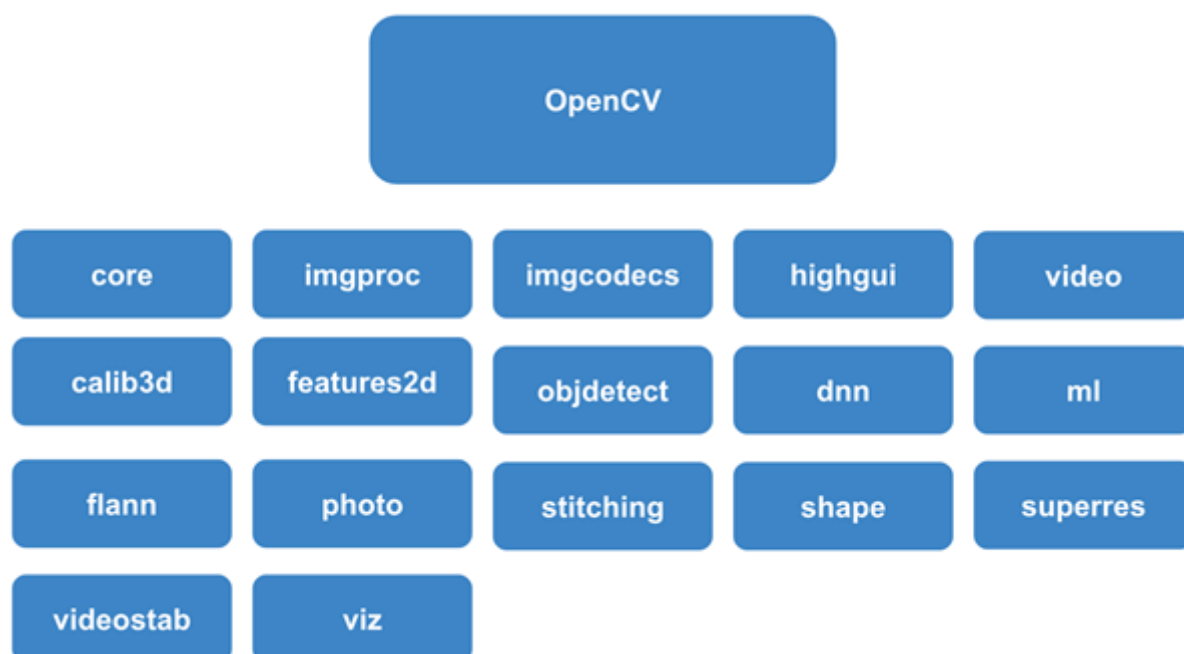 OpenCV
core
imgproc
imgcodecs
highgui
video
calib3d
features2d
objdetect
dnn
ml
flann
photo
stitching
shape
superres
videostab
viz